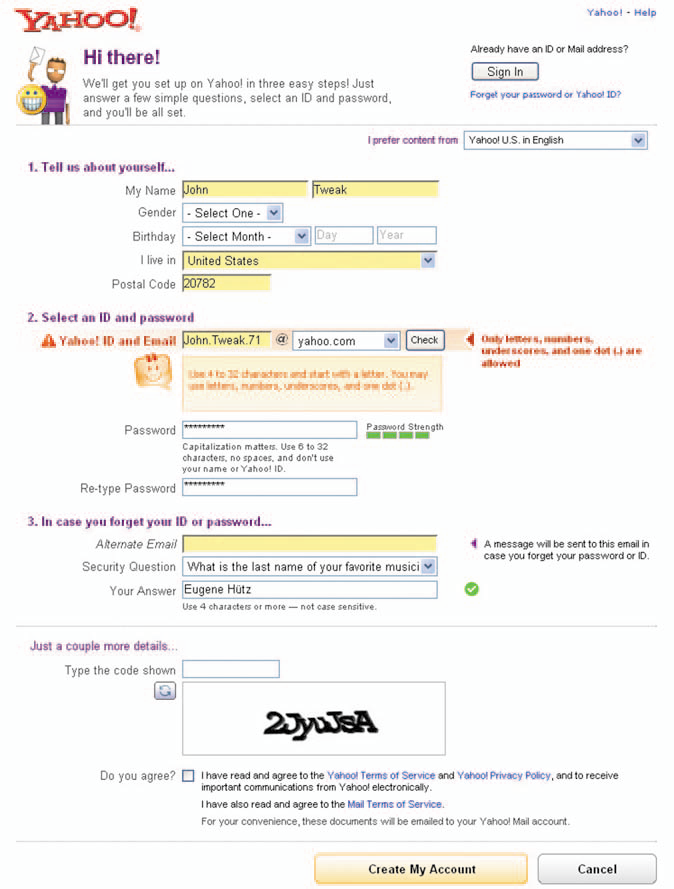 YAHOO!
Yahoo! - Help
Hi there!
We'll get you set up on Yahoo! in three easy steps! Just
answer a few simple questions, select an ID and password,
and you'll be all set.
Already have an ID or Mail address?
Sign In
Forget your password or Yahoo! ID?
I prefer content from Yahoo! U.S. in English
1. Tell us about yourself...
My Name John Tweak
Gender - Select One -
Birthday - Select Month - Day Year
I live in United States
Postal Code 20782
2. Select an ID and password
Yahoo! ID and Email John.Tweak.71 @ yahoo.com Check
Only letters, numbers,
underscores, and one dot (.) are
allowed
Use 4 to 32 characters and start with a letter. You may
use letters, numbers, underscores, and one dot (.).
Password ********* Password Strength
Capitalization matters. Use 6 to 32
characters, no spaces, and don't use
your name or Yahoo! ID.
Re-type Password *********
3. In case you forget your ID or password...
Alternate Email
A message will be sent to this email in
case you forget your password or ID.
Security Question What is the last name of your favorite musici
Your Answer Eugene Hütz
Use 4 characters or more — not case sensitive.
Just a couple more details...
Type the code shown
2JyuJsA
Do you agree? I have read and agree to the Yahoo! Terms of Service and Yahoo! Privacy Policy, and to receive
important communications from Yahoo! electronically.
I have also read and agree to the Mail Terms of Service.
For your convenience, these documents will be emailed to your Yahoo! Mail account.
Create My Account Cancel